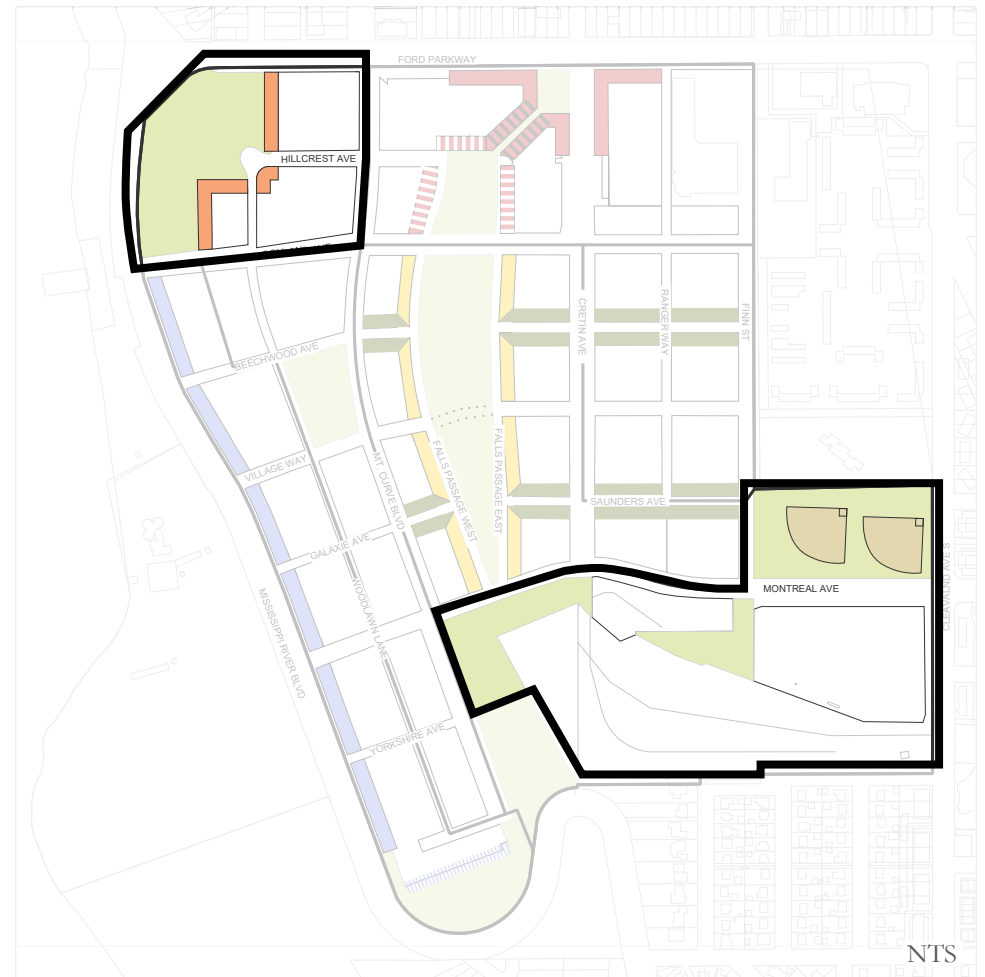 FORD PARKWAY
HILLCREST AVE
CRETIN AVE
RANGER WAY
FINN ST
BEECHWOOD AVE
VILLAGE WAY
MT. CURVE BLVD
FALLS PASSAGE WEST
FALLS PASSAGE EAST
SAUNDERS AVE
GALAXIE AVE
WOODLAWN LANE
MISSISSIPPI RIVER BLVD
MONTREAL AVE
CLEAVALND AVE S
YORKSHIRE AVE
NTS